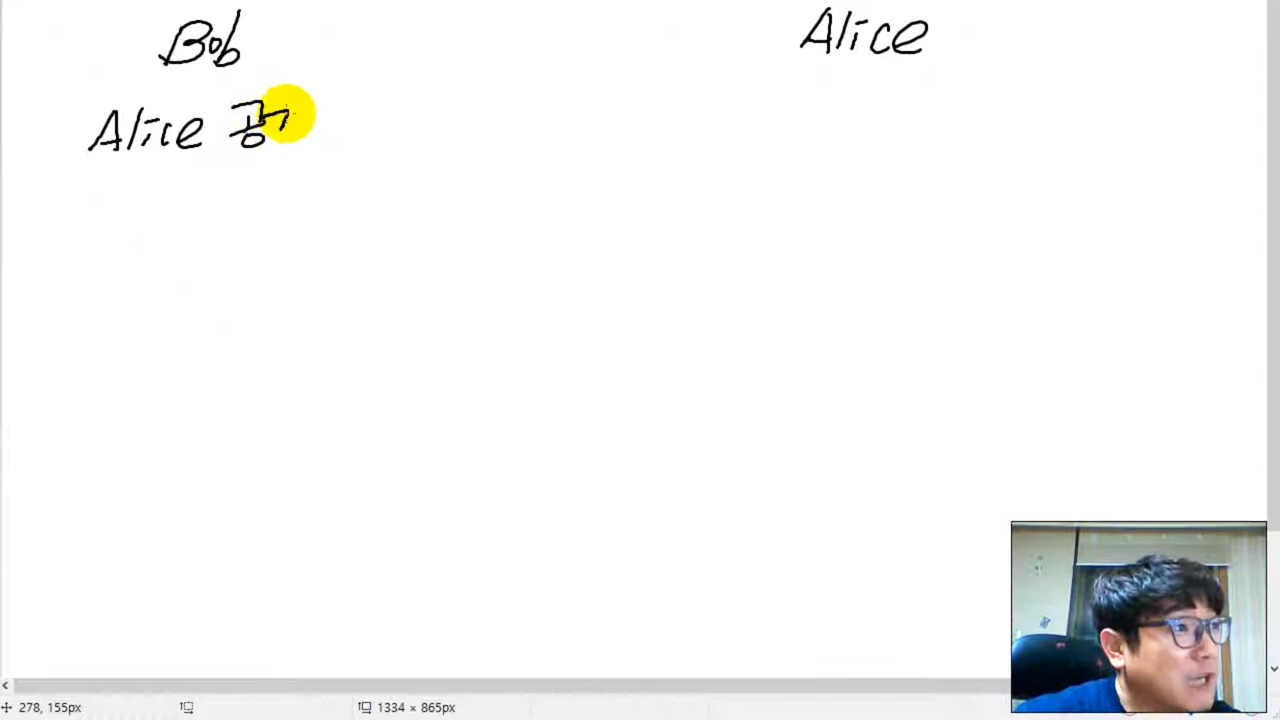 Bob
Alice
Alice 공
278, 155px
1334 × 865px